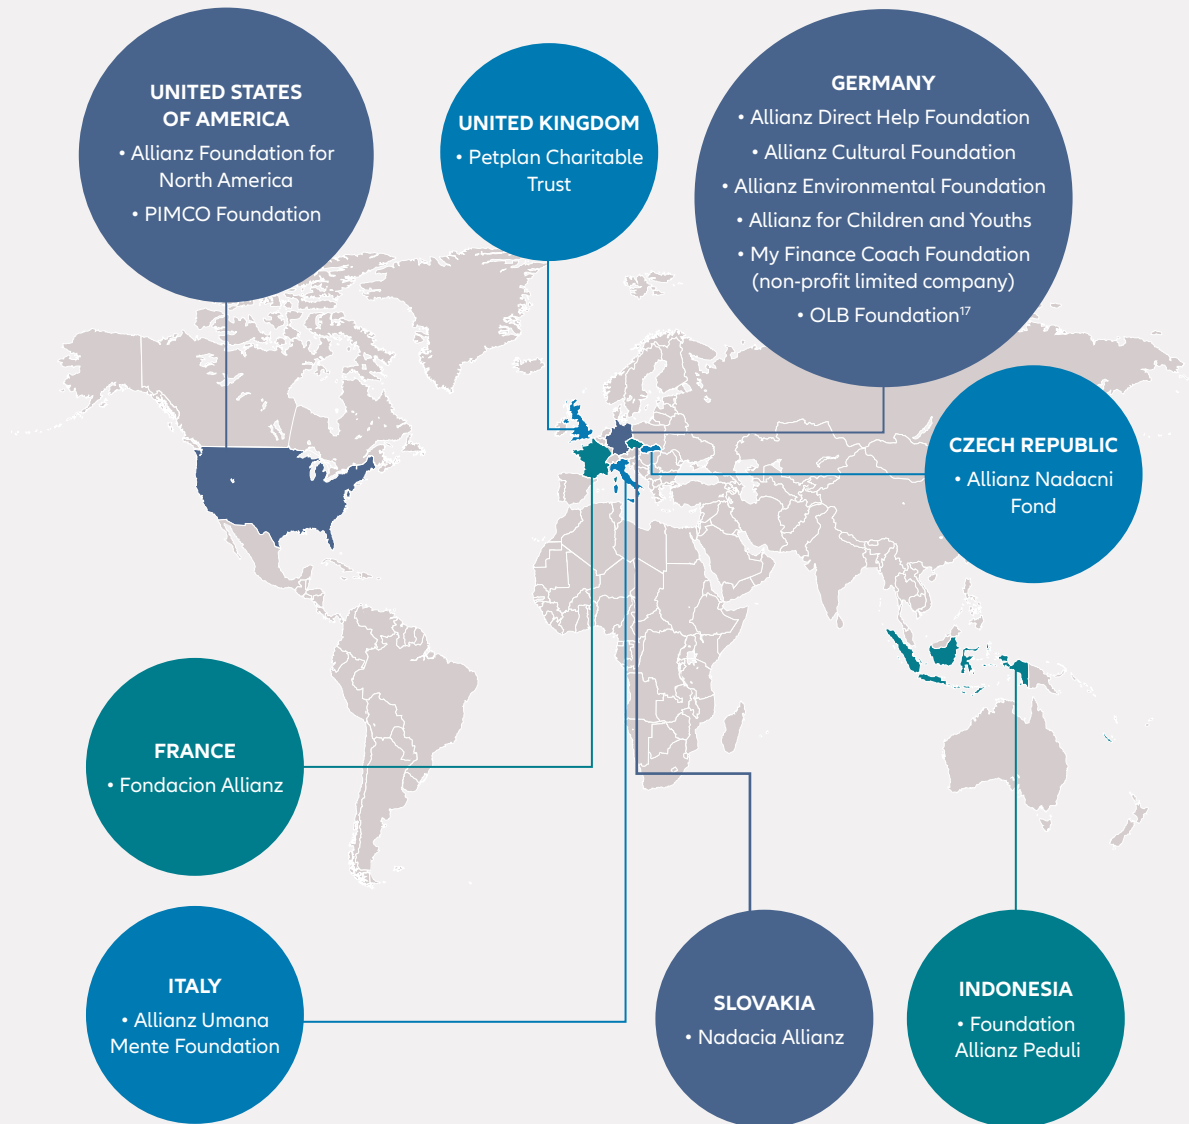 UNITED STATES
OF AMERICA
• Allianz Foundation for
North America
• PIMCO Foundation
UNITED KINGDOM
• Petplan Charitable
Trust
GERMANY
• Allianz Direct Help Foundation
• Allianz Cultural Foundation
• Allianz Environmental Foundation
• Allianz for Children and Youths
• My Finance Coach Foundation
(non-profit limited company)
• OLB Foundation¹⁷
CZECH REPUBLIC
• Allianz Nadacni
Fond
FRANCE
• Fondacion Allianz
ITALY
• Allianz Umana
Mente Foundation
SLOVAKIA
• Nadacia Allianz
INDONESIA
• Foundation
Allianz Peduli